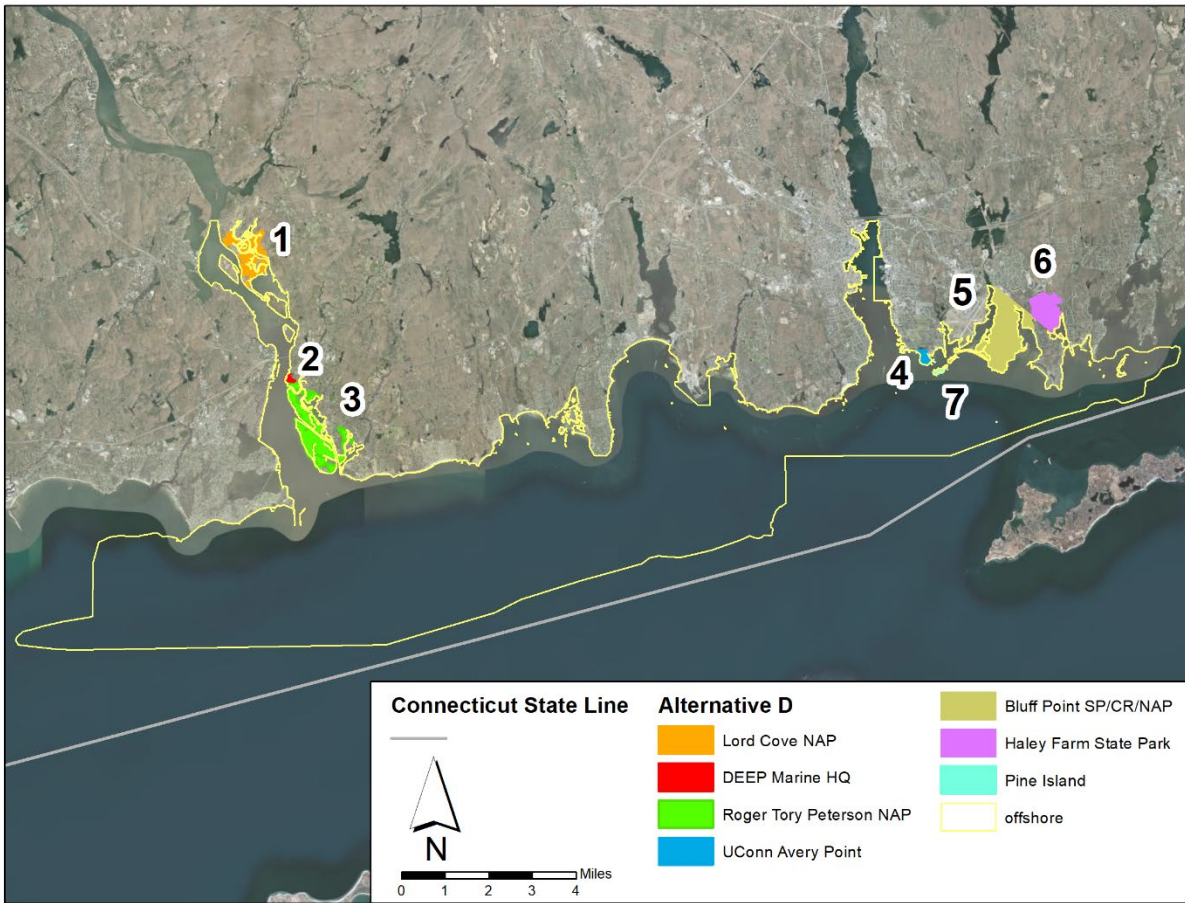 1
2
3
4
5
6
7
Connecticut State Line
N
0 1 2 3 4 Miles
Alternative D
Lord Cove NAP
DEEP Marine HQ
Roger Tory Peterson NAP
UConn Avery Point
Bluff Point SP/CR/NAP
Haley Farm State Park
Pine Island
offshore